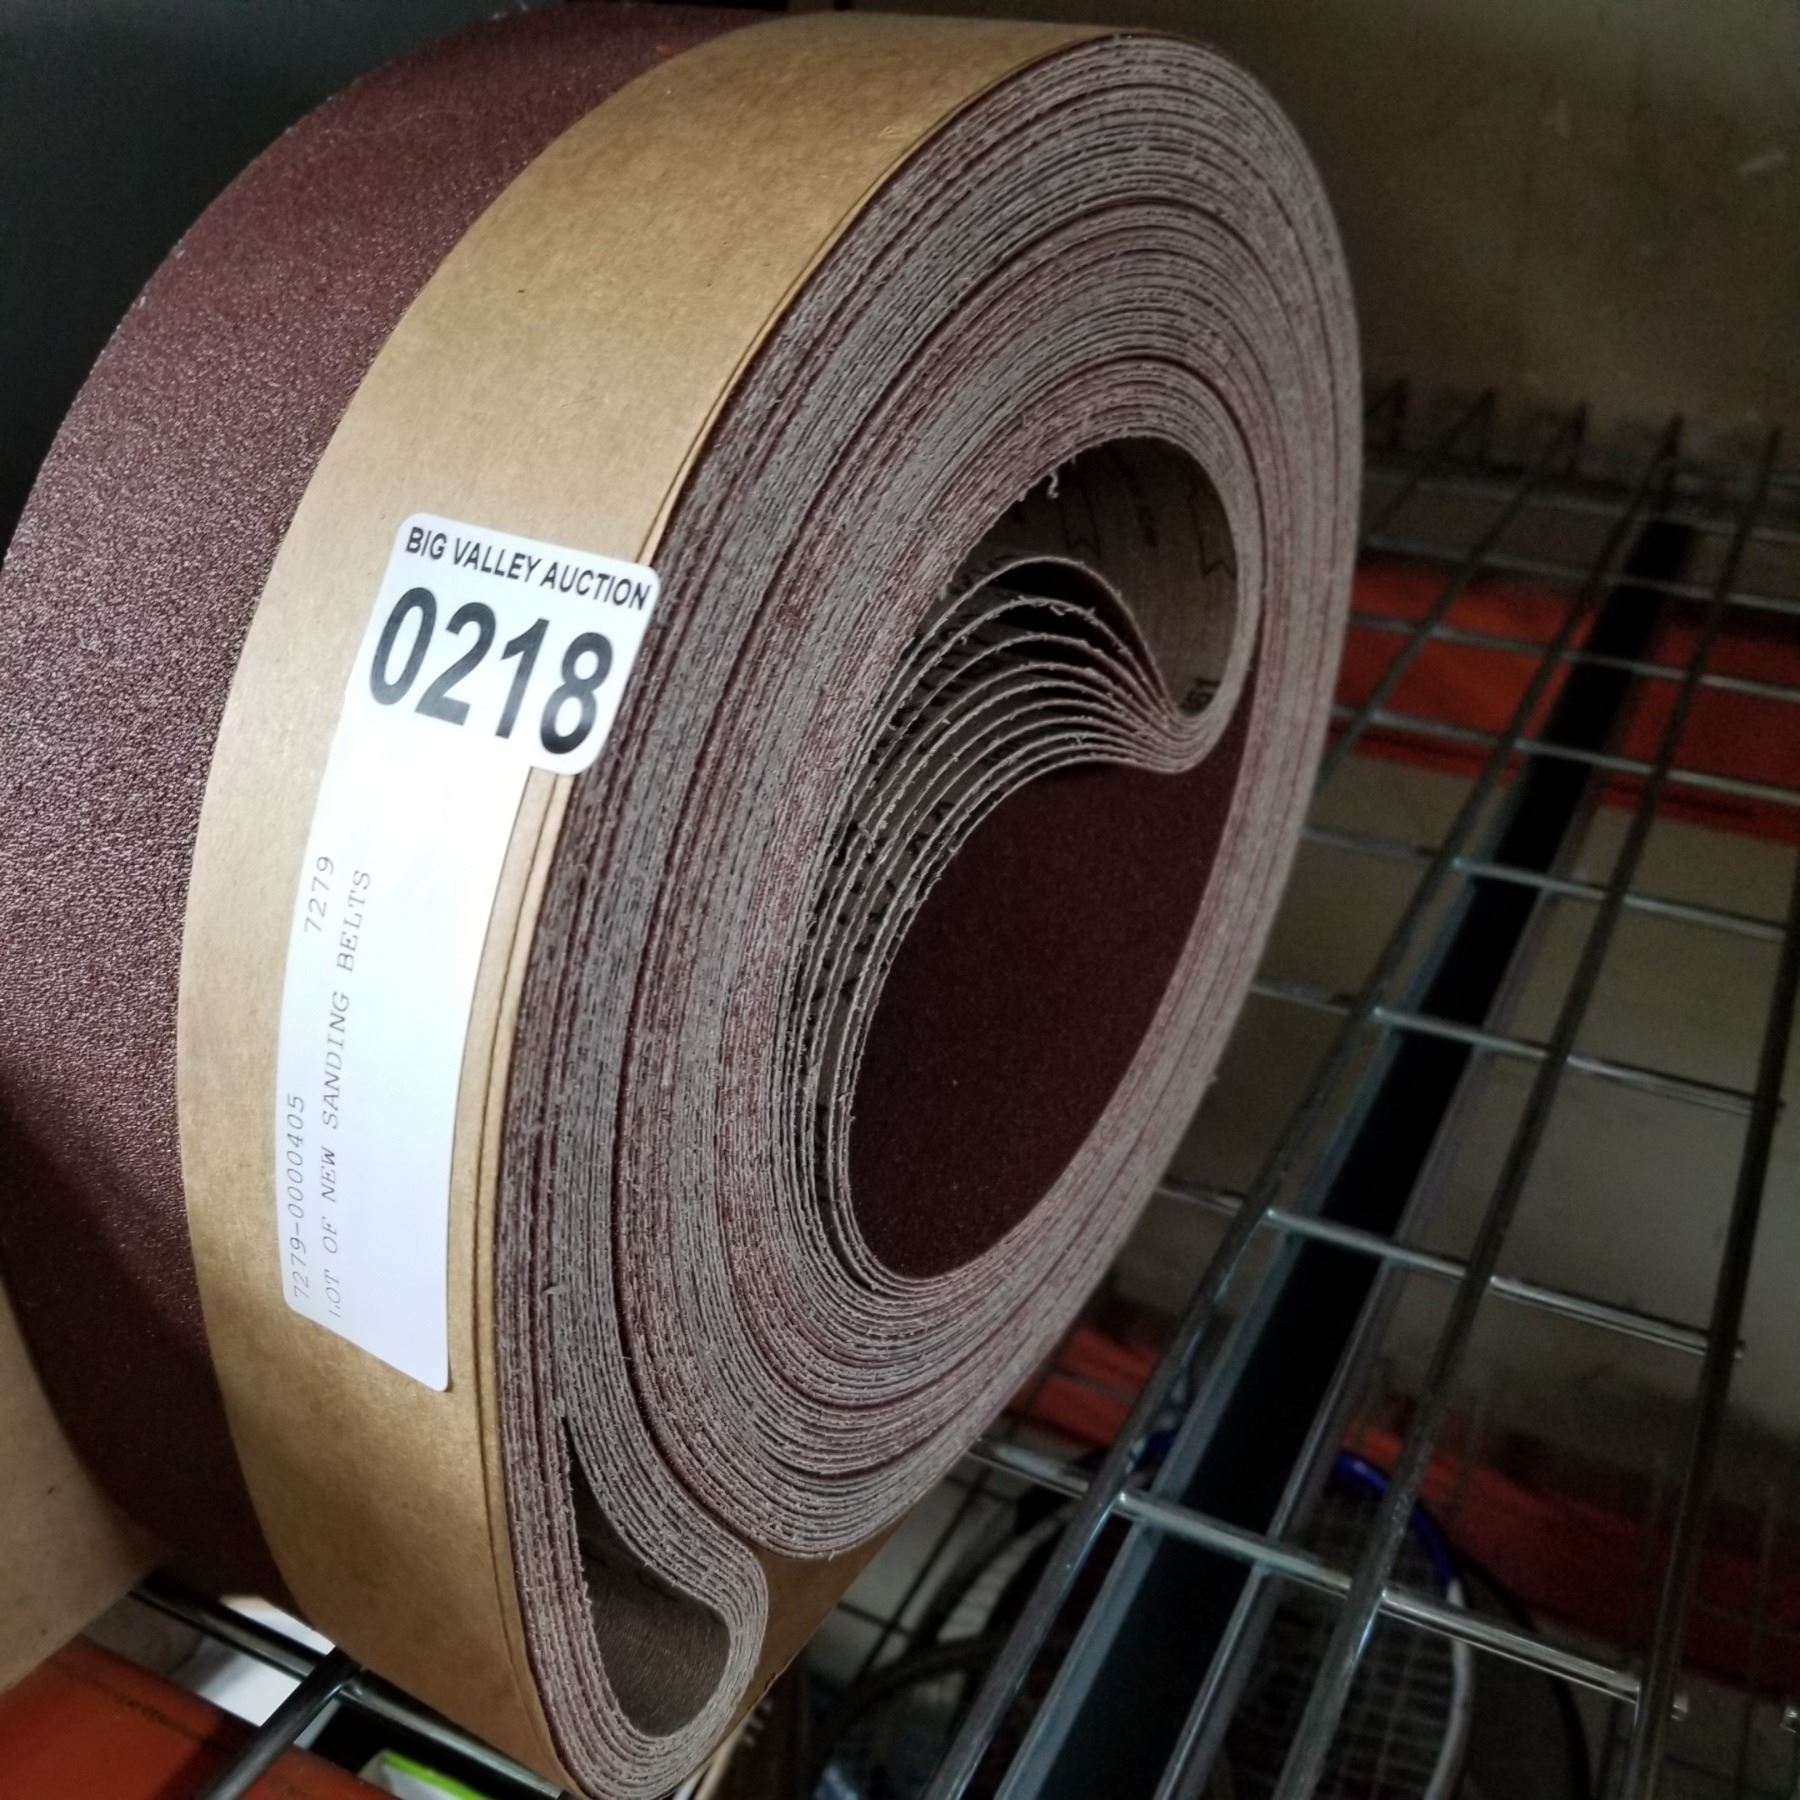 BIG VALLEY AUCTION
0218
7279-0000405 7279
LOT OF NEW SANDING BELTS